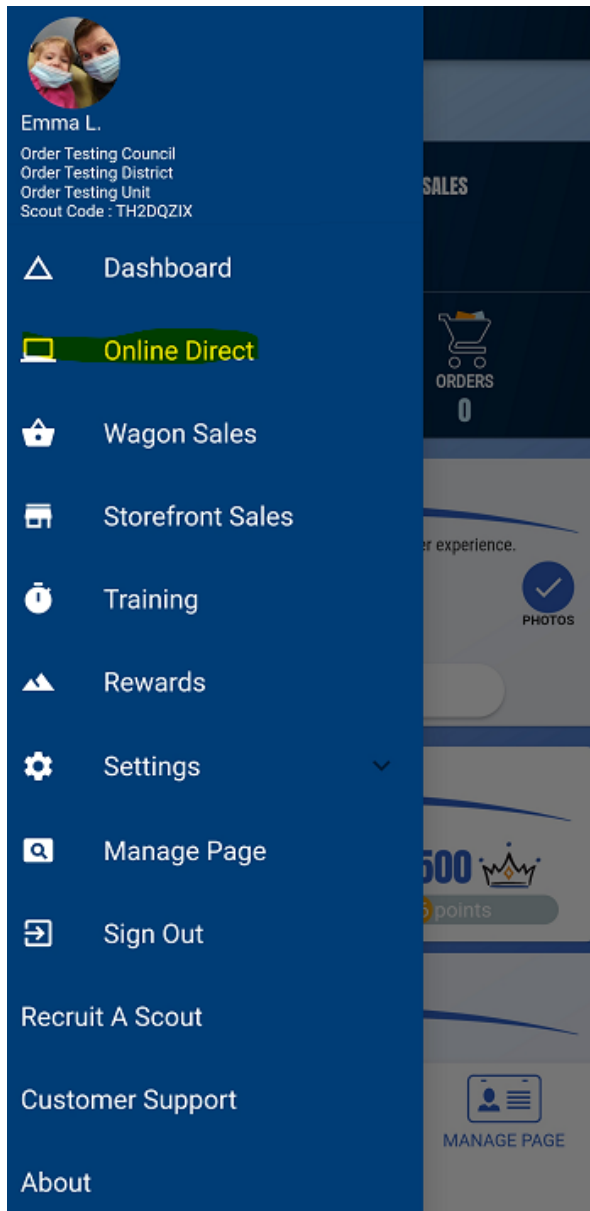 Emma L.
Order Testing Council
Order Testing District
Order Testing Unit
Scout Code : TH2DQZIX
Dashboard
Online Direct
Wagon Sales
Storefront Sales
Training
Rewards
Settings
Manage Page
Sign Out
Recruit A Scout
Customer Support
About
SALES
ORDERS
0
experience.
PHOTOS
500
points
MANAGE PAGE